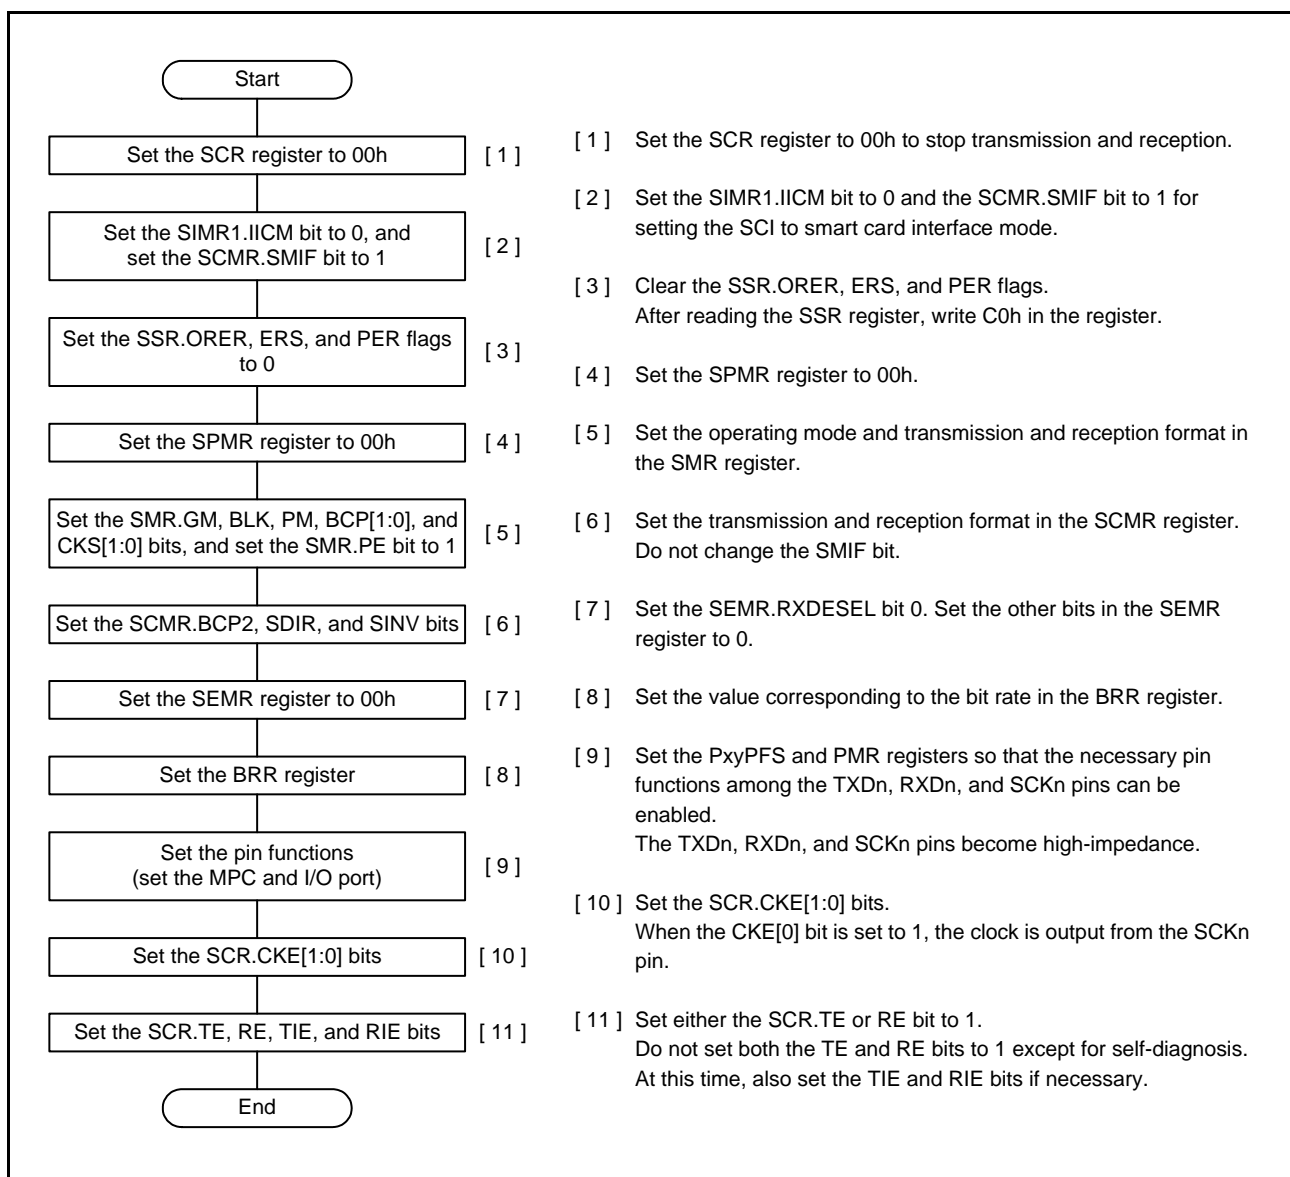 Start
Set the SCR register to 00h
[ 1 ]
Set the SIMR1.IICM bit to 0, and
set the SCMR.SMIF bit to 1
[ 2 ]
Set the SSR.ORER, ERS, and PER flags
to 0
[ 3 ]
Set the SPMR register to 00h
[ 4 ]
Set the SMR.GM, BLK, PM, BCP[1:0], and
CKS[1:0] bits, and set the SMR.PE bit to 1
[ 5 ]
Set the SCMR.BCP2, SDIR, and SINV bits
[ 6 ]
Set the SEMR register to 00h
[ 7 ]
Set the BRR register
[ 8 ]
Set the pin functions
(set the MPC and I/O port)
[ 9 ]
Set the SCR.CKE[1:0] bits
[ 10 ]
Set the SCR.TE, RE, TIE, and RIE bits
[ 11 ]
End
[ 1 ] Set the SCR register to 00h to stop transmission and reception.
[ 2 ] Set the SIMR1.IICM bit to 0 and the SCMR.SMIF bit to 1 for
setting the SCI to smart card interface mode.
[ 3 ] Clear the SSR.ORER, ERS, and PER flags.
After reading the SSR register, write C0h in the register.
[ 4 ] Set the SPMR register to 00h.
[ 5 ] Set the operating mode and transmission and reception format in
the SMR register.
[ 6 ] Set the transmission and reception format in the SCMR register.
Do not change the SMIF bit.
[ 7 ] Set the SEMR.RXDESEL bit 0. Set the other bits in the SEMR
register to 0.
[ 8 ] Set the value corresponding to the bit rate in the BRR register.
[ 9 ] Set the PxyPFS and PMR registers so that the necessary pin
functions among the TXDn, RXDn, and SCKn pins can be
enabled.
The TXDn, RXDn, and SCKn pins become high-impedance.
[ 10 ] Set the SCR.CKE[1:0] bits.
When the CKE[0] bit is set to 1, the clock is output from the SCKn
pin.
[ 11 ] Set either the SCR.TE or RE bit to 1.
Do not set both the TE and RE bits to 1 except for self-diagnosis.
At this time, also set the TIE and RIE bits if necessary.